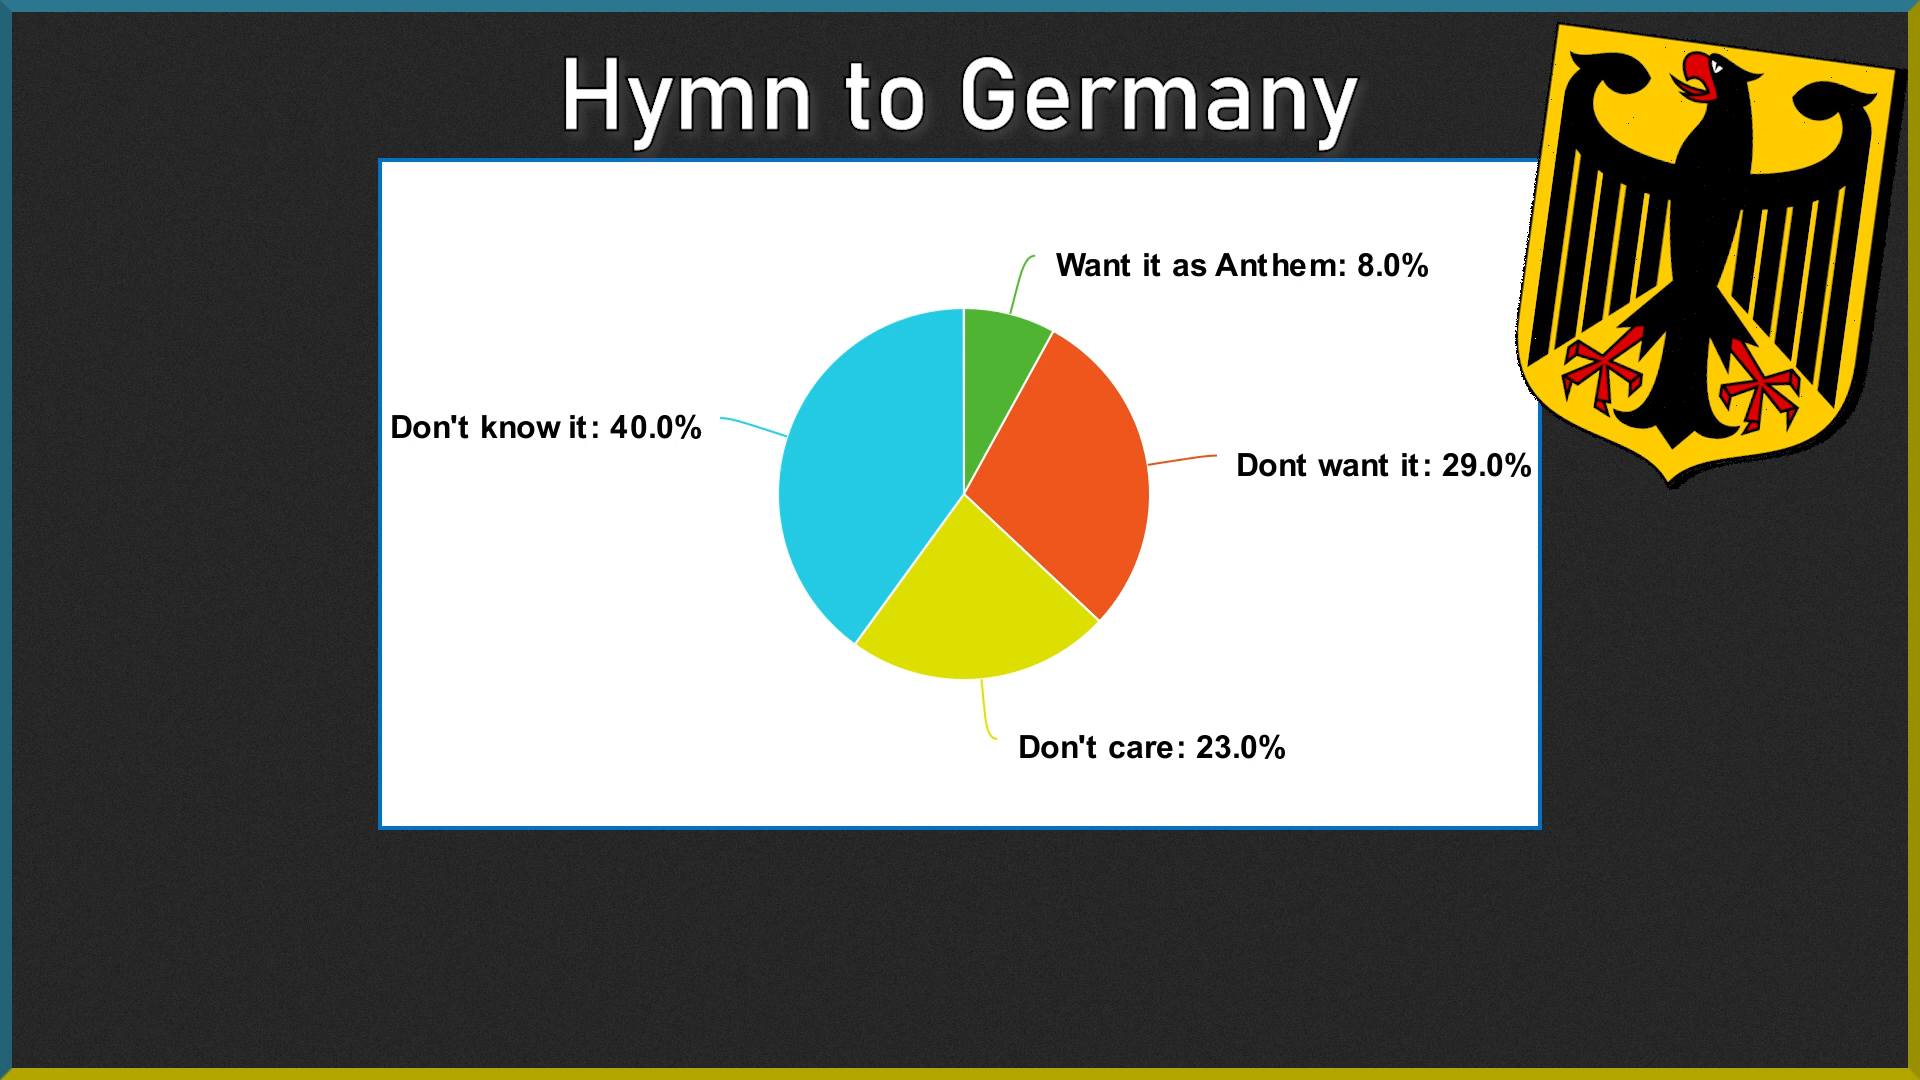 Hymn to Germany
Want it as Anthem: 8.0%
Don't know it: 40.0%
Dont want it: 29.0%
Don't care: 23.0%